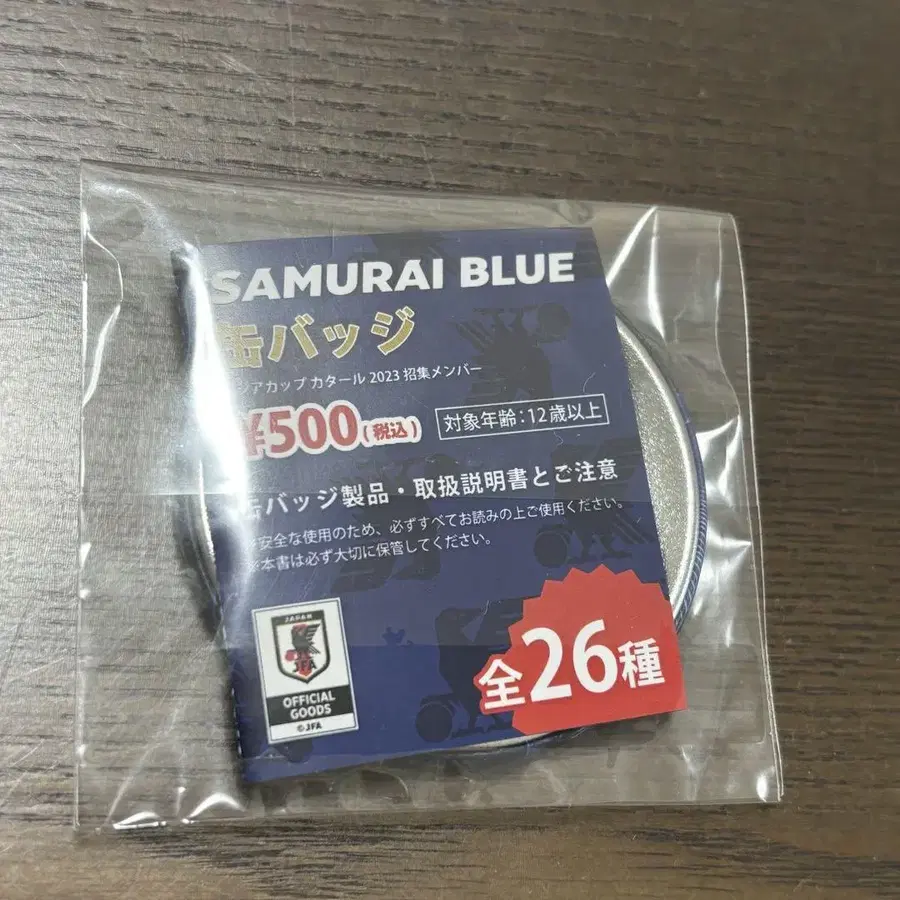 SAMURAI BLUE
缶バッジ
アジアカップ カタール 2023 招集メンバー
¥500(税込)
対象年齢:12歳以上
缶バッジ製品・取扱説明書とご注意
※安全な使用のため、必ずすべてお読みの上ご使用ください。
※本書は必ず大切に保管してください。
JAPAN
JFA
OFFICIAL
GOODS
©JFA
全26種